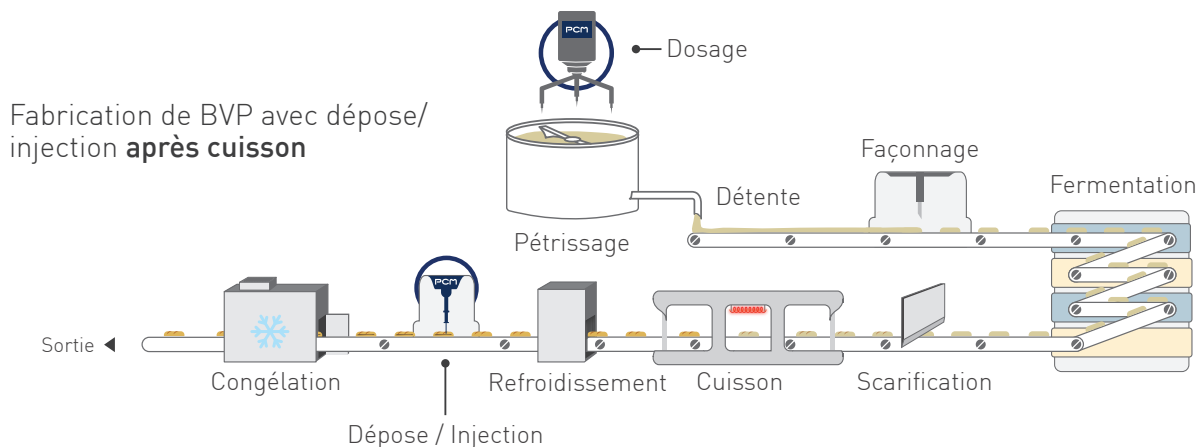 PCM
Dosage
Fabrication de BVP avec dépose/
injection après cuisson
Façonnage
Fermentation
Détente
Pétrissage
PCM
Sortie
Congélation
Refroidissement
Cuisson
Scarification
Dépose / Injection